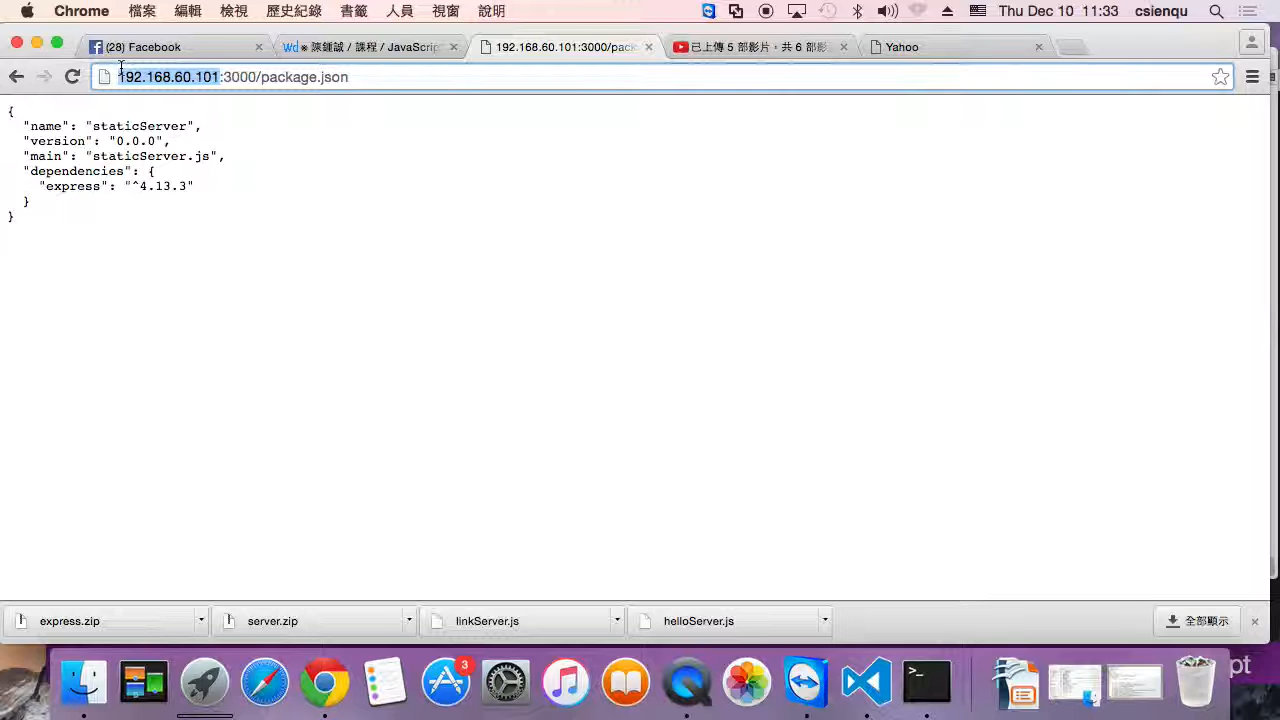 Chrome 檔案 編輯 檢視 歷史紀錄 書籤 人員 視窗 說明 Thu Dec 10 11:33 csienqu
(28) Facebook
Wd ※ 陳鍾誠 / 課程 / JavaScrip
192.168.60.101:3000/pack
已上傳 5 部影片，共 6 部影
Yahoo
192.168.60.101:3000/package.json
{
"name": "staticServer",
"version": "0.0.0",
"main": "staticServer.js",
"dependencies": {
"express": "^4.13.3"
}
}
express.zip
server.zip
linkServer.js
helloServer.js
全部顯示
3
>_
pt